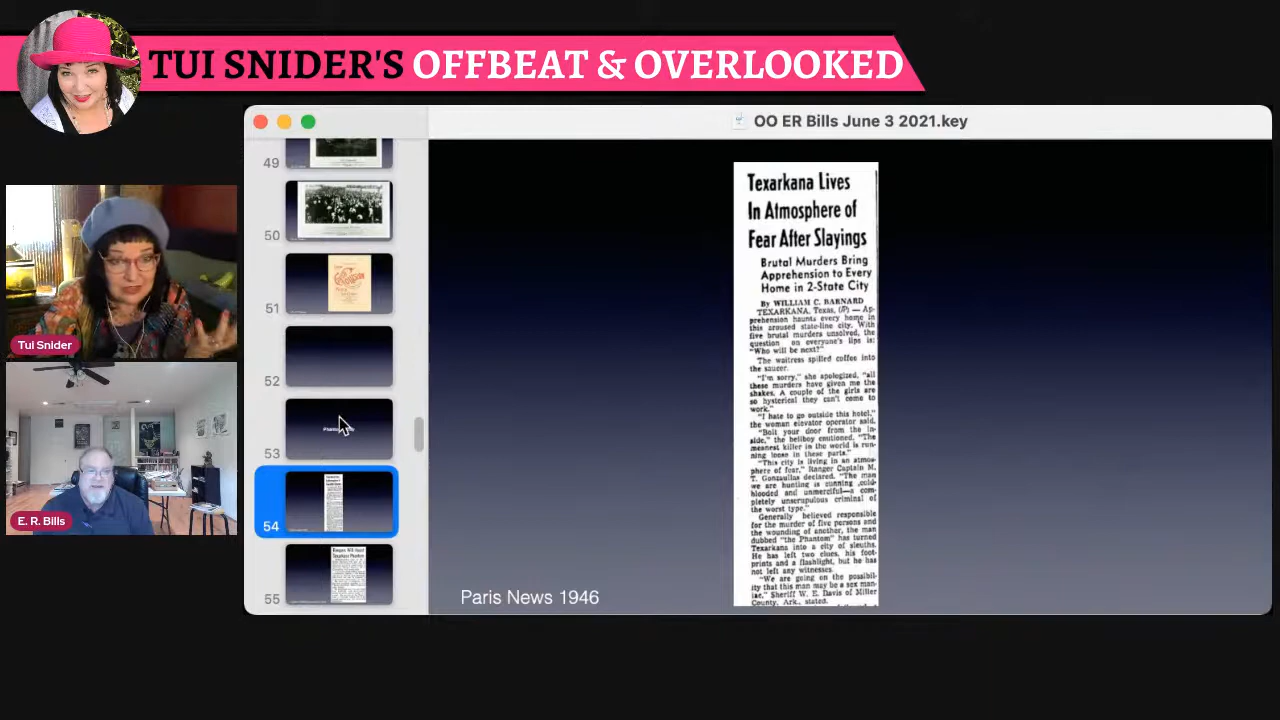 TUI SNIDER'S OFFBEAT & OVERLOOKED
OO ER Bills June 3 2021.key
49
50
51
52
53
54
55
Tui Snider
E. R. Bills
Texarkana Lives
In Atmosphere of
Fear After Slayings
Brutal Murders Bring
Apprehension to Every
Home in 2-State City
By WILLIAM C. BARNARD
TEXARKANA, Texas, (AP) — Ap-
prehension haunts every home in
this aroused state-line city. With
five brutal murders unsolved, the
question on everyone's lips is:
"Who will be next?"
The waitress spilled coffee into
the saucer.
"I'm sorry," she apologized, "all
these murders have given me the
shakes. A couple of the girls are
so hysterical they can't come to
work."
"I hate to go outside this hotel,"
the woman elevator operator said.
"Bolt your door from the in-
side," the bellboy cautioned. "The
meanest killer in the world is run-
ning loose in these parts."
"This city is living in an atmos-
phere of fear," Ranger Captain M.
T. Gonzaullas declared. "The man
we are hunting is cunning, cold-
blooded and unmerciful—a com-
pletely unscrupulous criminal of
the worst type."
Generally believed responsible
for the murder of five persons and
the wounding of another, the man
dubbed "the Phantom" has turned
Texarkana into a city of sleuths.
He has left two clues, his foot-
prints and a flashlight, but he has
not left any witnesses.
"We are going on the possibil-
ity that this man may be a sex man-
iac," Sheriff W. E. Davis of Miller
County, Ark., stated.
Paris News 1946